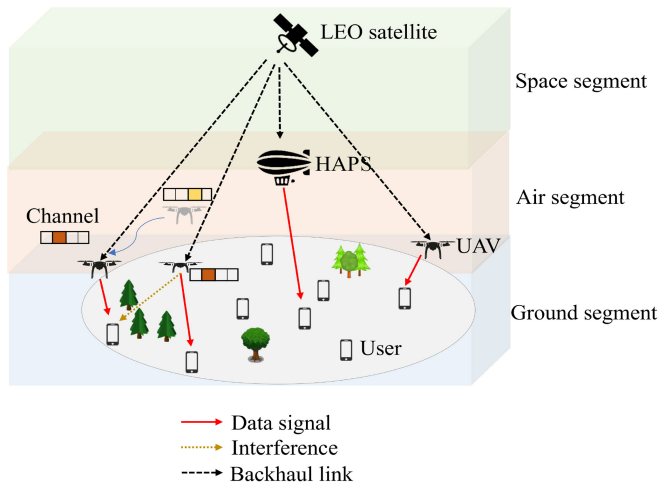 LEO satellite
Space segment
HAPS
Air segment
Channel
UAV
Ground segment
User
Data signal
Interference
Backhaul link